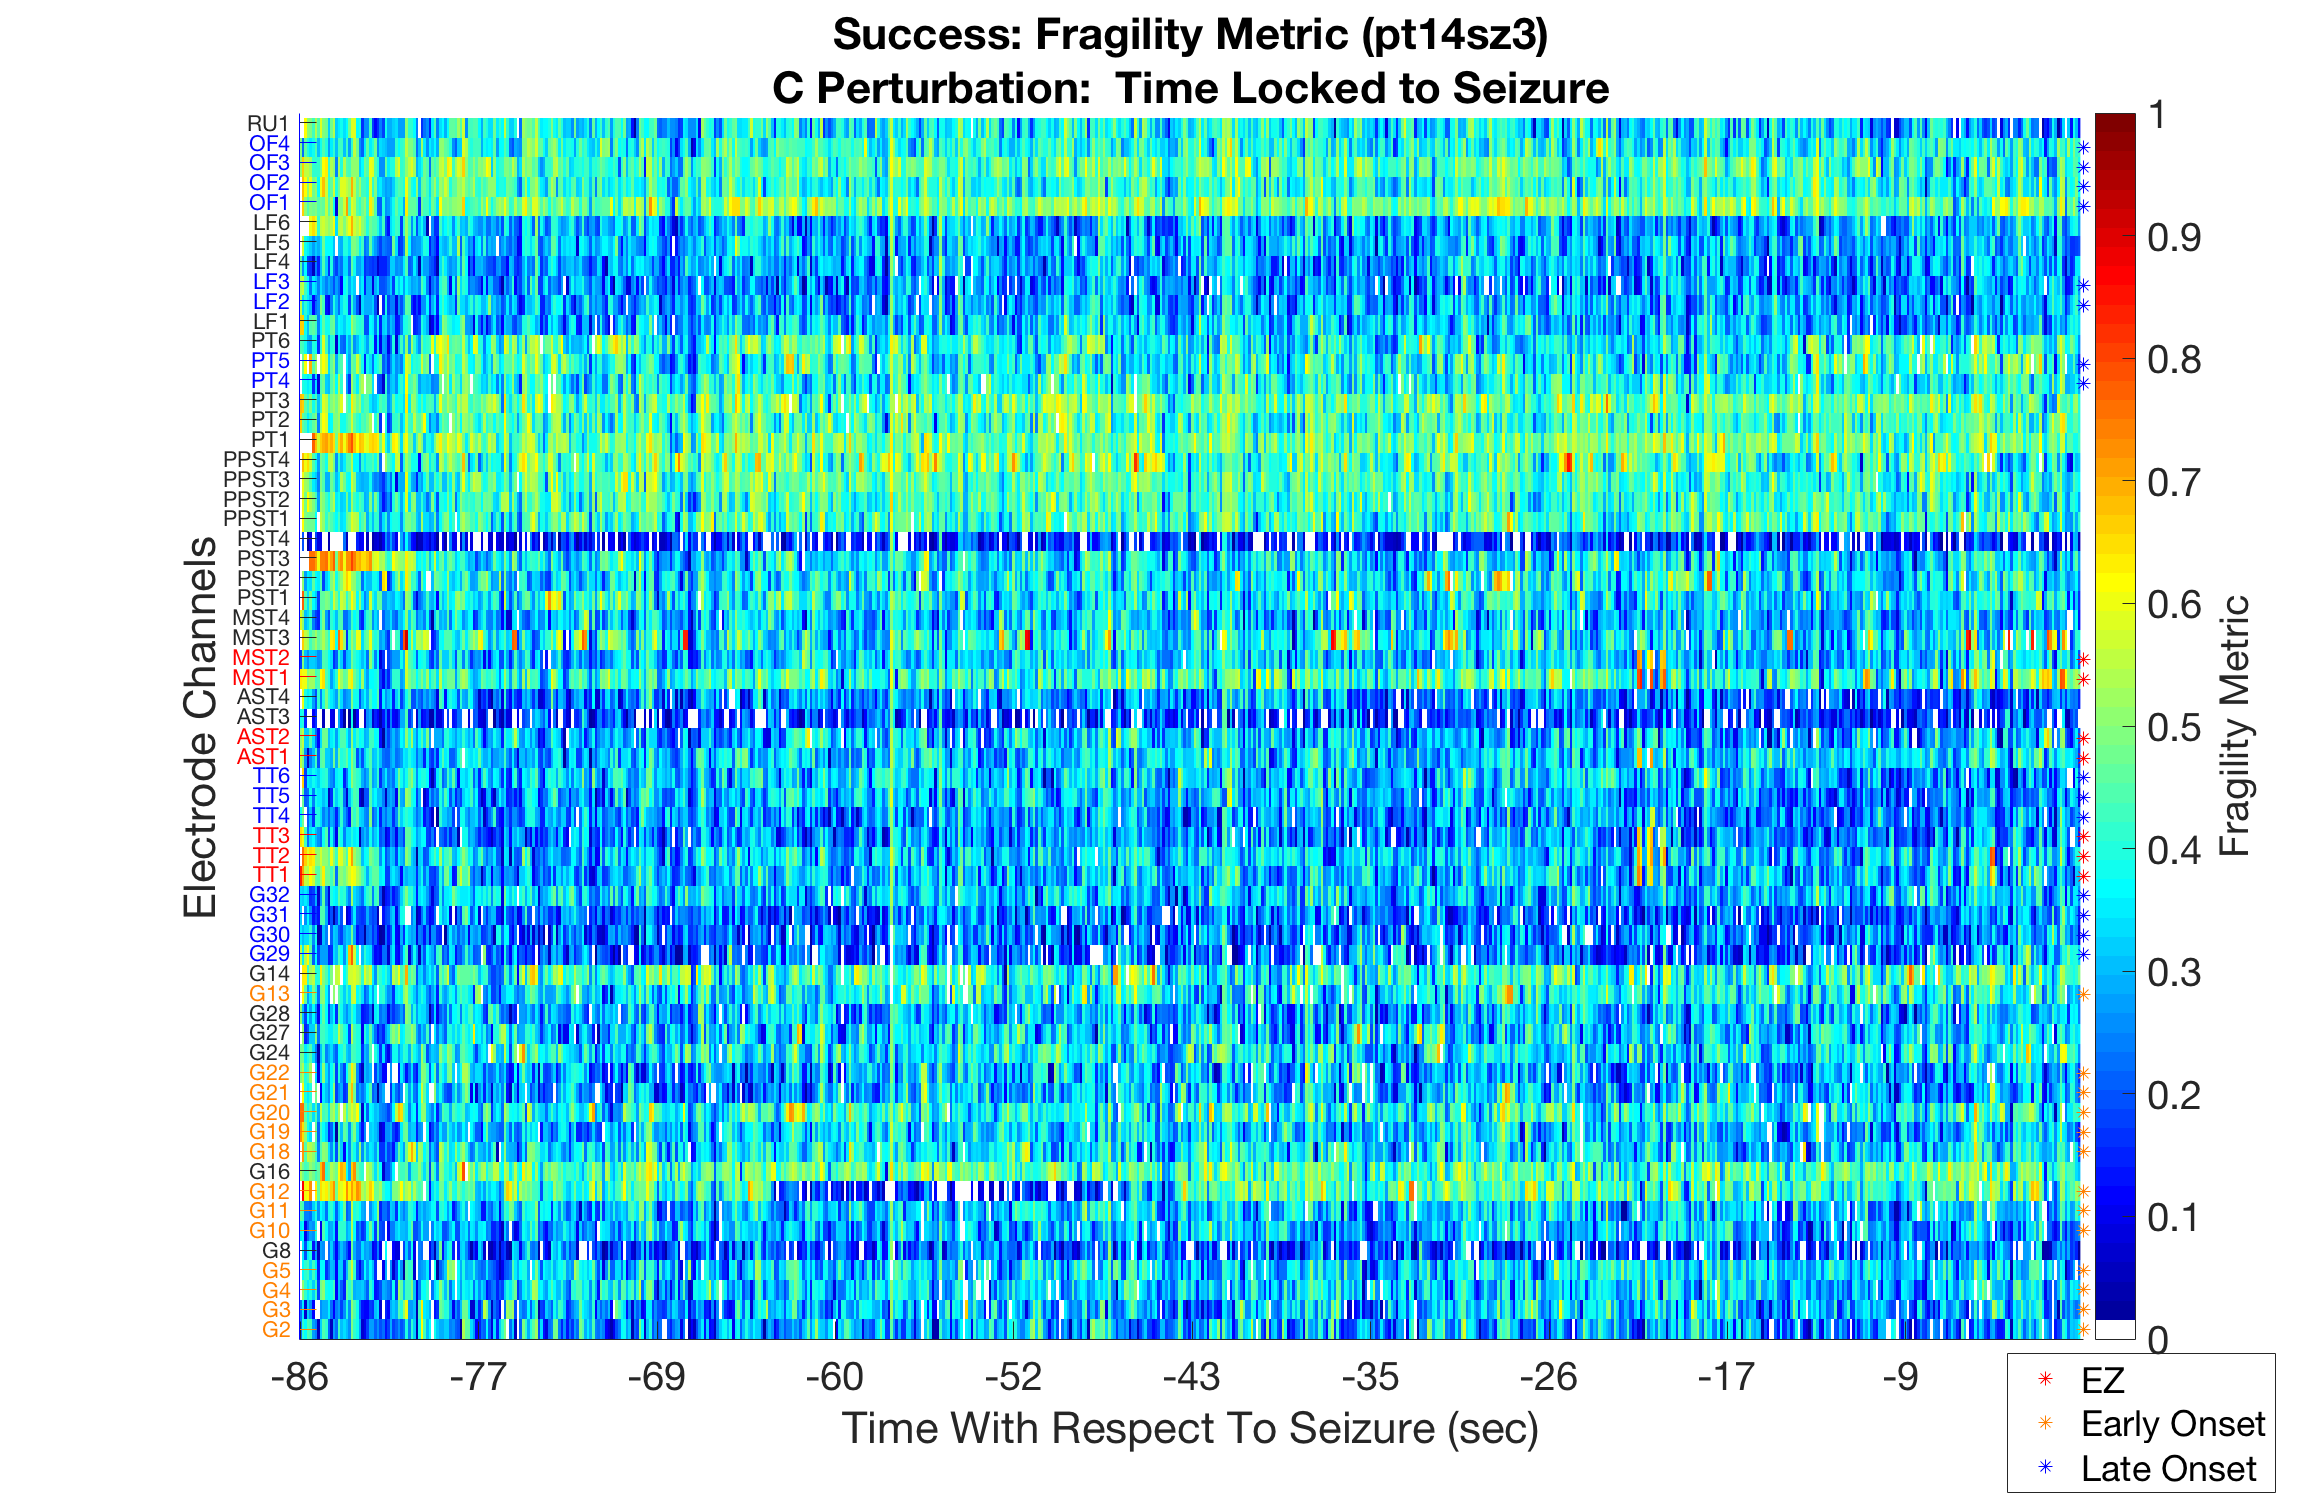 Success: Fragility Metric (pt14sz3)
C Perturbation:  Time Locked to Seizure
Electrode Channels
RU1
OF4
OF3
OF2
OF1
LF6
LF5
LF4
LF3
LF2
LF1
PT6
PT5
PT4
PT3
PT2
PT1
PPST4
PPST3
PPST2
PPST1
PST4
PST3
PST2
PST1
MST4
MST3
MST2
MST1
AST4
AST3
AST2
AST1
TT6
TT5
TT4
TT3
TT2
TT1
G32
G31
G30
G29
G14
G13
G28
G27
G24
G22
G21
G20
G19
G18
G16
G12
G11
G10
G8
G5
G4
G3
G2
-86 -77 -69 -60 -52 -43 -35 -26 -17 -9
Time With Respect To Seizure (sec)
1
0.9
0.8
0.7
0.6
0.5
0.4
0.3
0.2
0.1
0
Fragility Metric
EZ
Early Onset
Late Onset